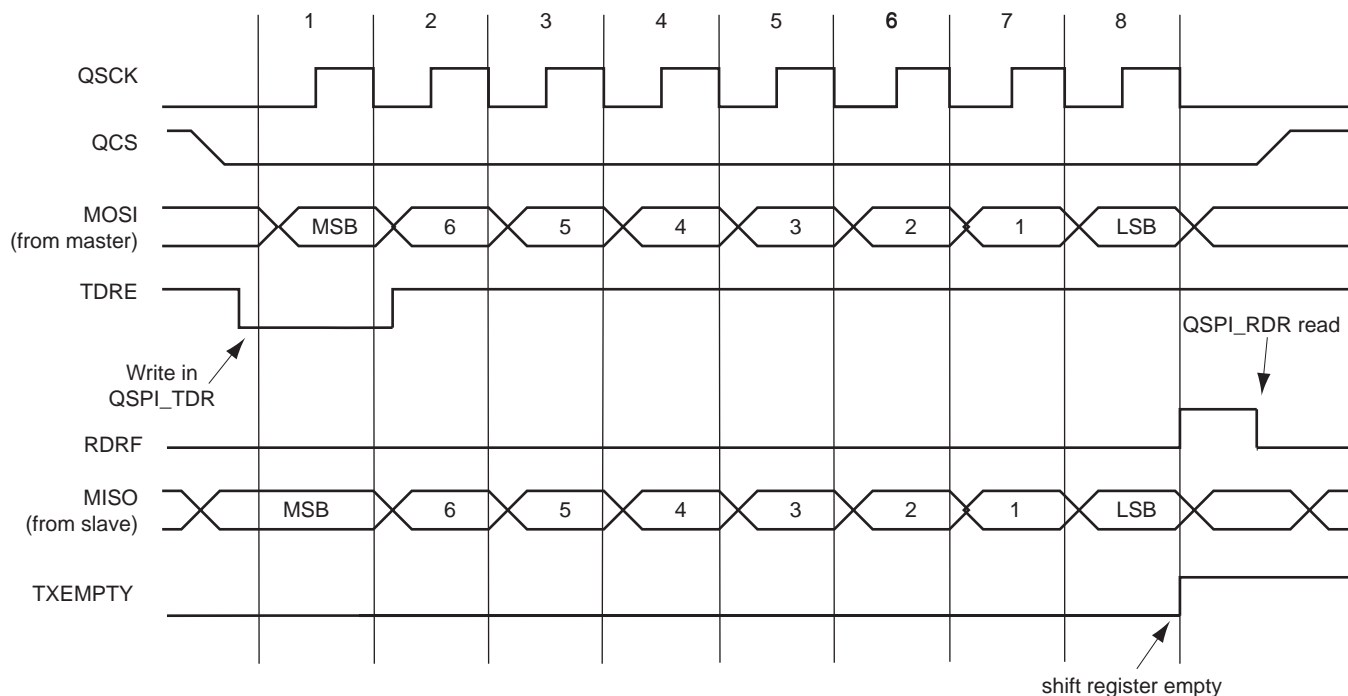 1 2 3 4 5 6 7 8
QSCK
QCS
MOSI
(from master)
MSB 6 5 4 3 2 1 LSB
TDRE
QSPI_RDR read
Write in
QSPI_TDR
RDRF
MISO
(from slave)
MSB 6 5 4 3 2 1 LSB
TXEMPTY
shift register empty